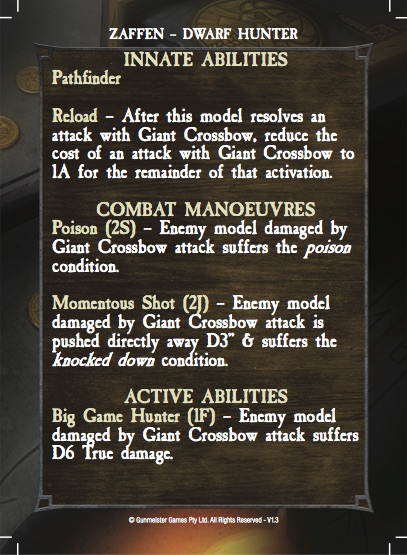 ZAFFEN – DWARF HUNTER
INNATE ABILITIES
Pathfinder
Reload – After this model resolves an
attack with Giant Crossbow, reduce the
cost of an attack with Giant Crossbow to
1A for the remainder of that activation.
COMBAT MANOEUVRES
Poison (2S) – Enemy model damaged by
Giant Crossbow attack suffers the poison
condition.
Momentous Shot (2J) – Enemy model
damaged by Giant Crossbow attack is
pushed directly away D3" & suffers the
knocked down condition.
ACTIVE ABILITIES
Big Game Hunter (1F) – Enemy model
damaged by Giant Crossbow attack suffers
D6 True damage.
© Gunmeister Games Pty Ltd. All Rights Reserved - V1.3